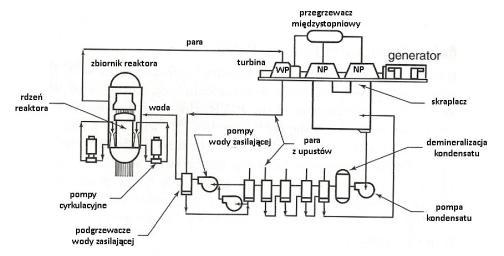 przegrzewacz
międzystopniowy
para
zbiornik reaktora
turbina
WP
NP
NP
generator
rdzeń
reaktora
woda
skraplacz
pompy
wody zasilającej
para
z upustów
demineralizacja
kondensatu
pompy
cyrkulacyjne
pompa
kondensatu
podgrzewacze
wody zasilającej